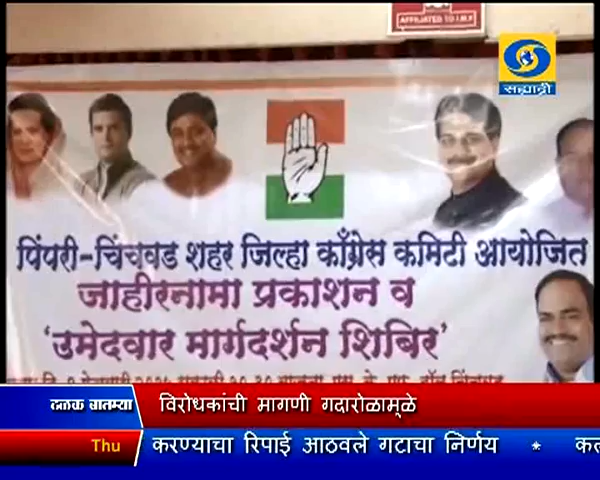 AFFILIATED TO I.M.F.
सह्याद्री
पिंपरी-चिंचवड शहर जिल्हा काँग्रेस कमिटी आयोजित
जाहीरनामा प्रकाशन व
'उमेदवार मार्गदर्शन शिबिर'
ठळक बातम्या
विरोधकांची मागणी गदारोळामूळे
Thu
करण्याचा रिपाई आठवले गटाचा निर्णय * कल